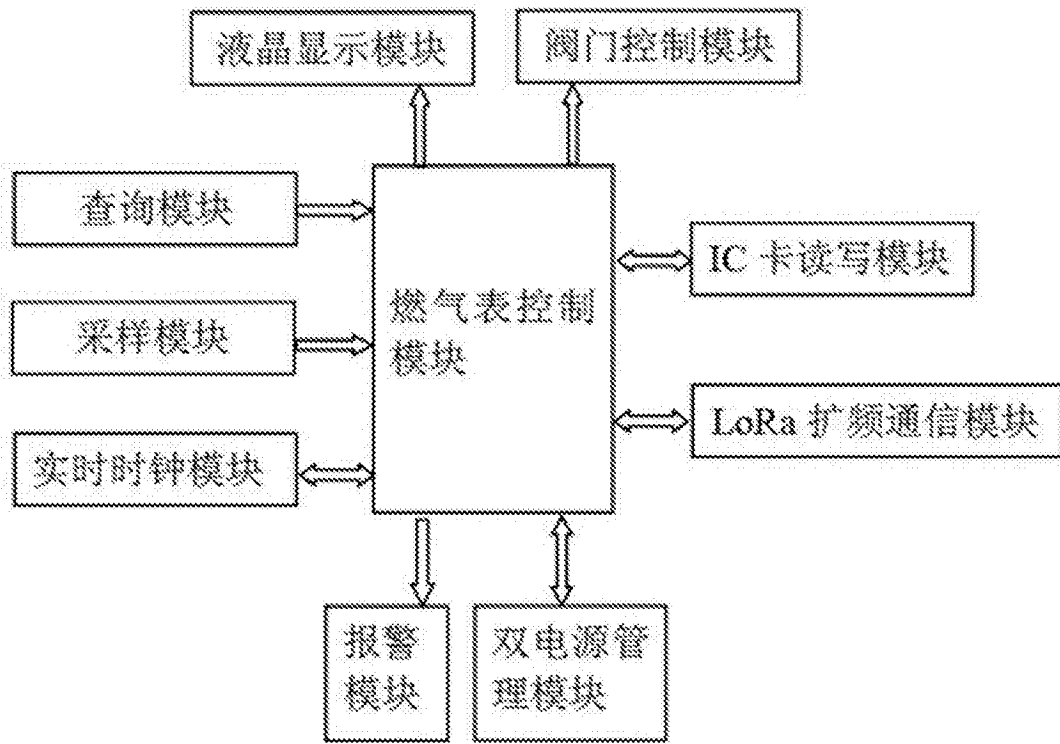 液晶显示模块
阀门控制模块
查询模块
IC 卡读写模块
燃气表控制
模块
采样模块
LoRa 扩频通信模块
实时时钟模块
报警
模块
双电源管
理模块